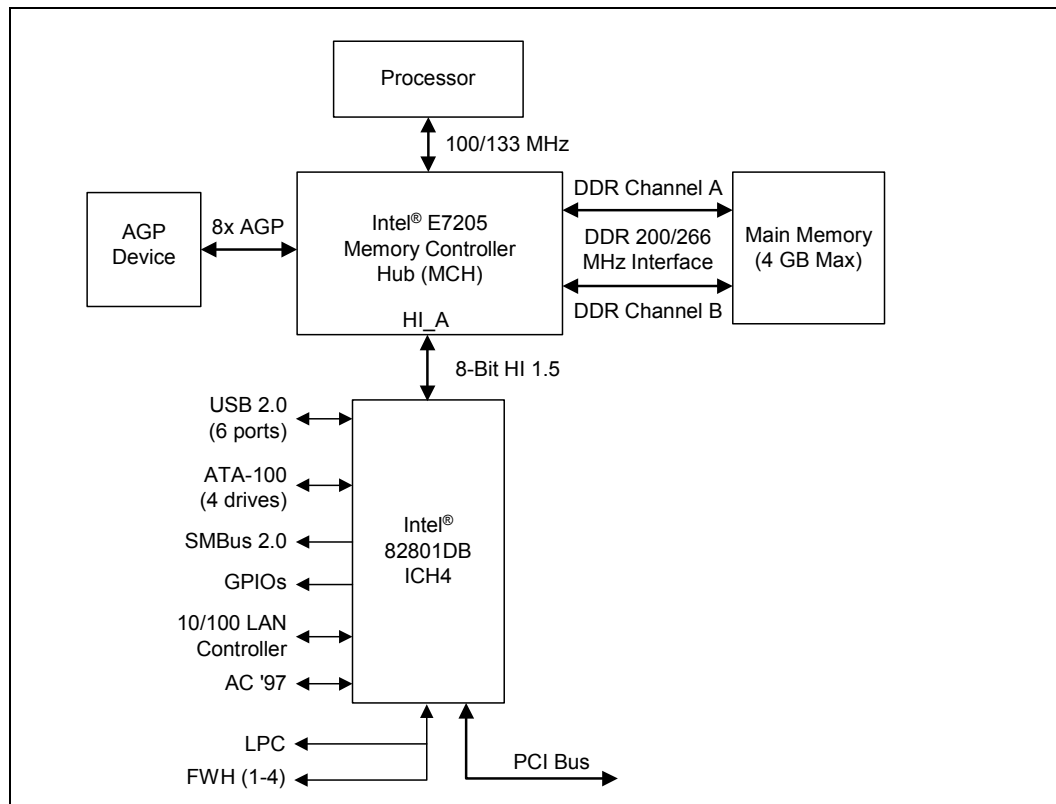 Processor
100/133 MHz
AGP
Device
8x AGP
Intel® E7205
Memory Controller
Hub (MCH)
HI_A
DDR Channel A
DDR 200/266
MHz Interface
DDR Channel B
Main Memory
(4 GB Max)
8-Bit HI 1.5
USB 2.0
(6 ports)
ATA-100
(4 drives)
SMBus 2.0
GPIOs
10/100 LAN
Controller
AC '97
Intel®
82801DB
ICH4
LPC
FWH (1-4)
PCI Bus